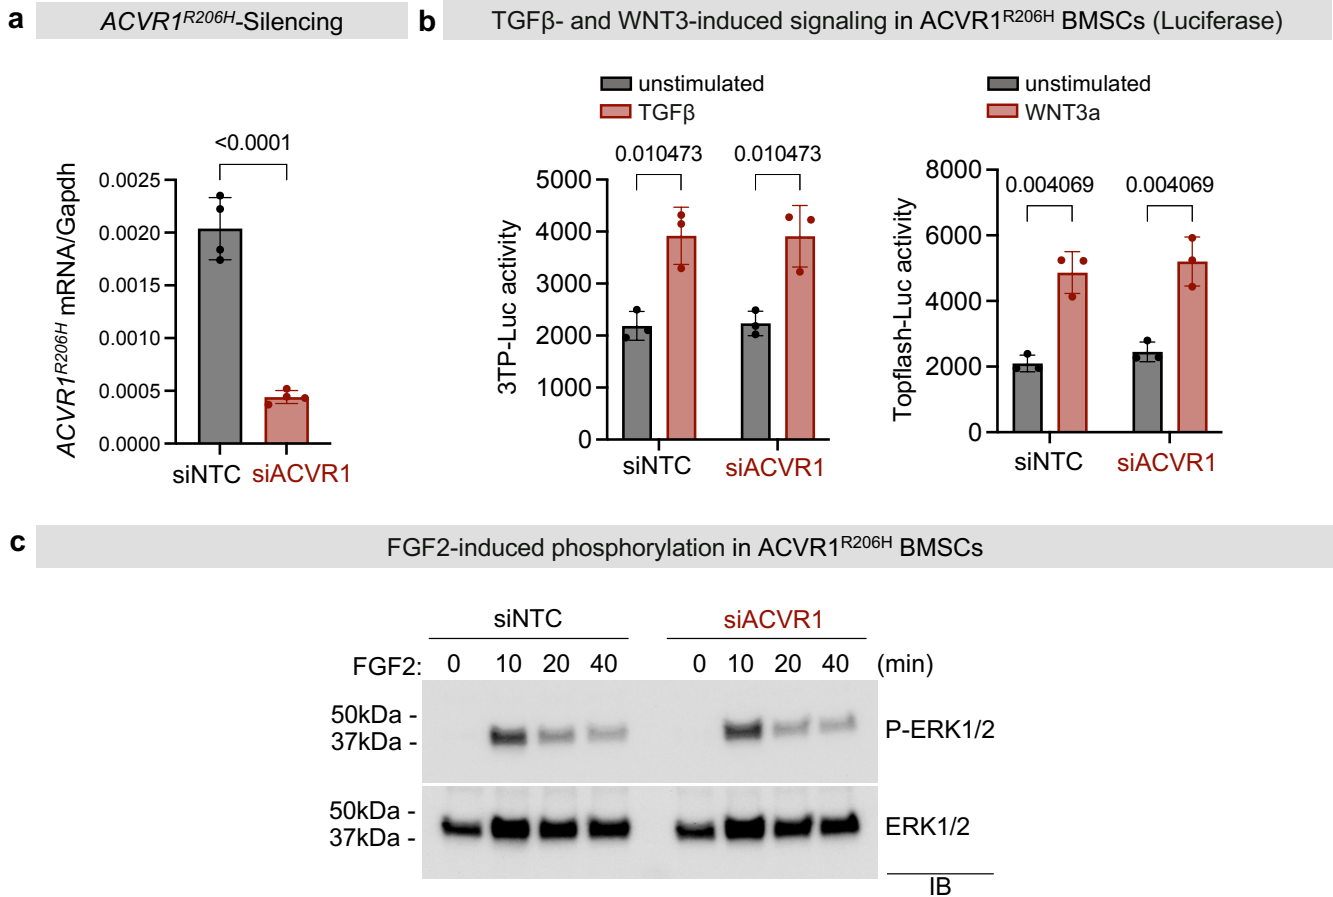 a ACVR1R206H-Silencing
<0.0001
ACVR1R206H mRNA/Gapdh
0.0025
0.0020
0.0015
0.0010
0.0005
0.0000
siNTC siACVR1
b TGFβ- and WNT3-induced signaling in ACVR1R206H BMSCs (Luciferase)
unstimulated
TGFβ
0.010473 0.010473
3TP-Luc activity
5000
4000
3000
2000
1000
0
siNTC siACVR1
unstimulated
WNT3a
0.004069 0.004069
Topflash-Luc activity
8000
6000
4000
2000
0
siNTC siACVR1
c FGF2-induced phosphorylation in ACVR1R206H BMSCs
siNTC siACVR1
FGF2: 0 10 20 40 0 10 20 40 (min)
50kDa -
37kDa -
P-ERK1/2
50kDa -
37kDa -
ERK1/2
IB